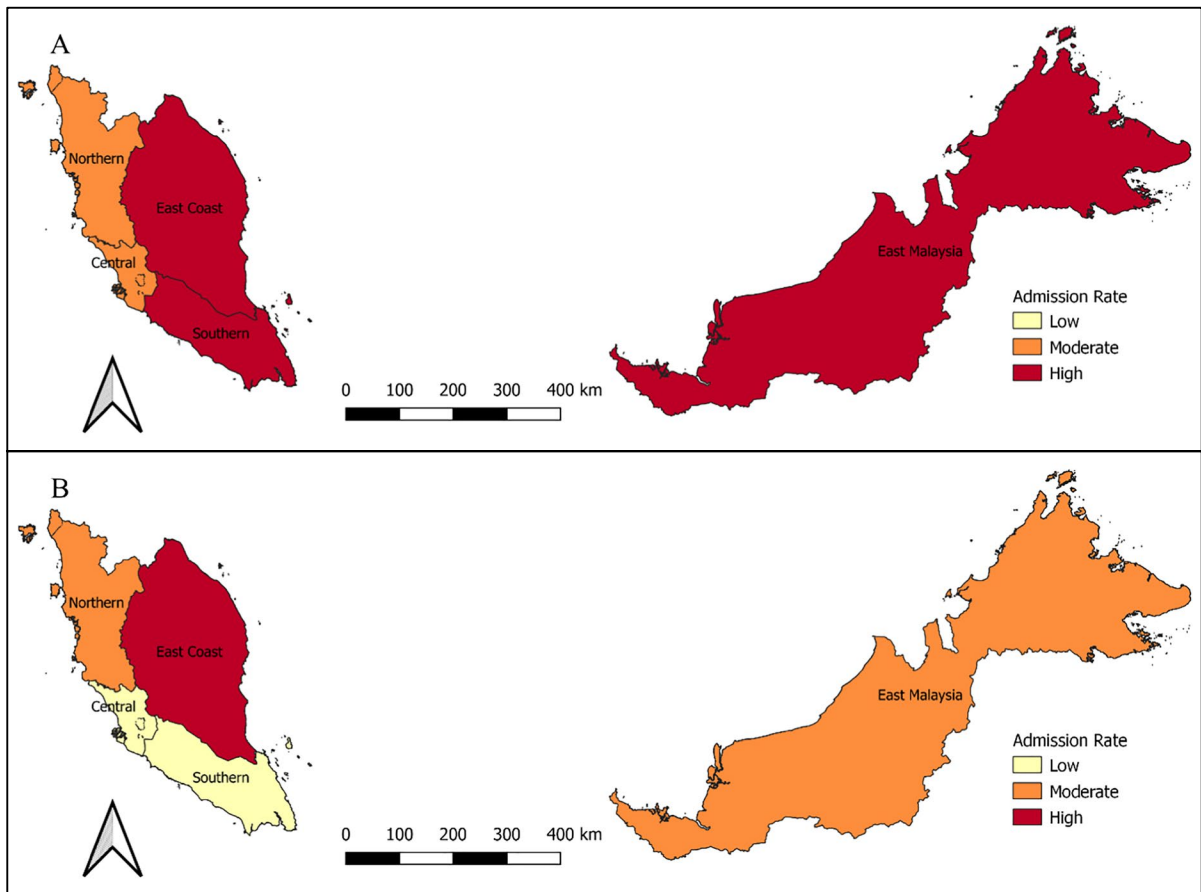 A
Northern
East Coast
Central
Southern
East Malaysia
Admission Rate
Low
Moderate
High
0 100 200 300 400 km
B
Northern
East Coast
Central
Southern
East Malaysia
Admission Rate
Low
Moderate
High
0 100 200 300 400 km